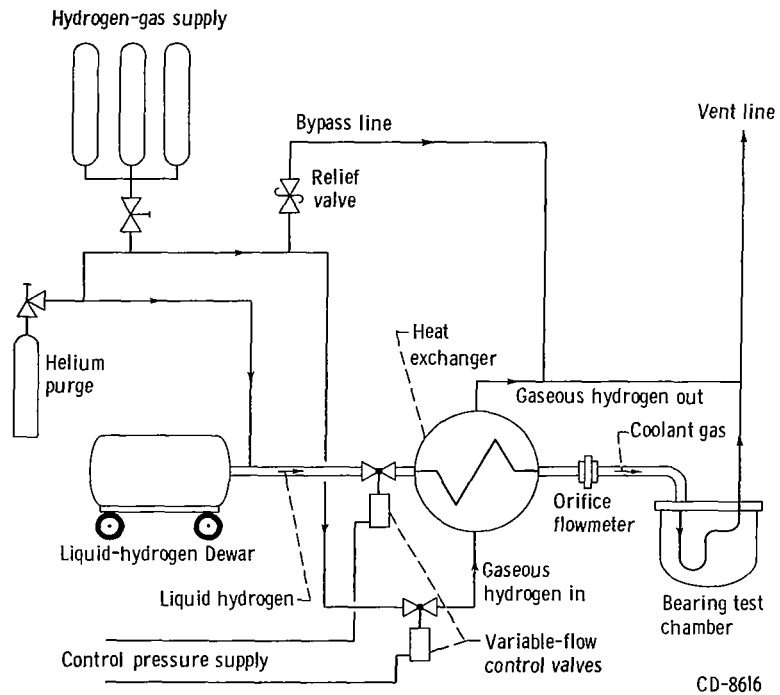 Hydrogen-gas supply
Vent line
Bypass line
Relief
valve
Heat
exchanger
Helium
purge
Gaseous hydrogen out
Coolant gas
Orifice
flowmeter
Liquid-hydrogen Dewar
Liquid hydrogen
Gaseous
hydrogen in
Bearing test
chamber
Control pressure supply
Variable-flow
control valves
CD-8616